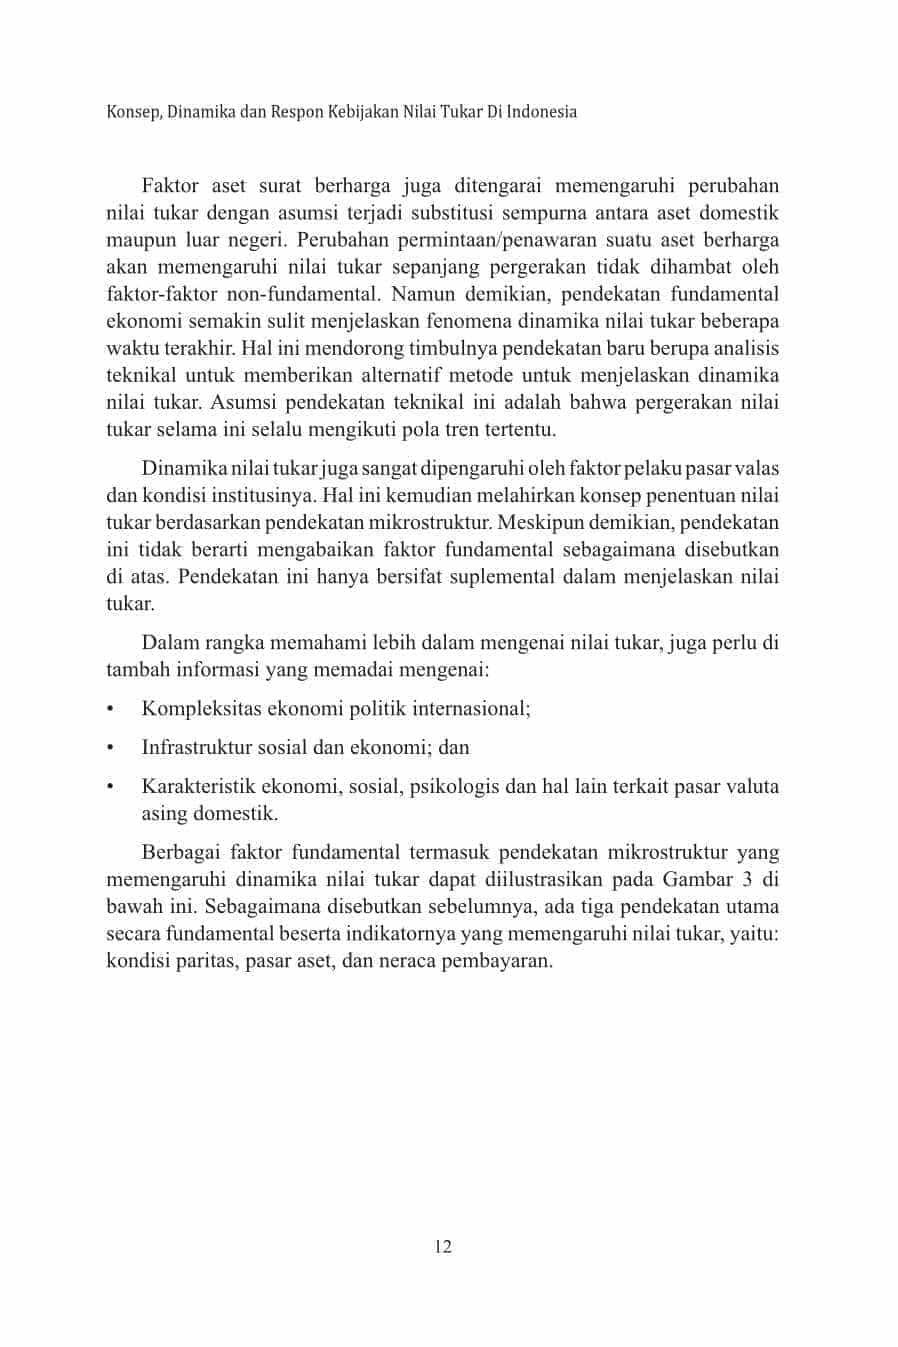 Konsep, Dinamika dan Respon Kebijakan Nilai Tukar Di Indonesia
Faktor aset surat berharga juga ditengarai memengaruhi perubahan
nilai tukar dengan asumsi terjadi substitusi sempurna antara aset domestik
maupun luar negeri. Perubahan permintaan/penawaran suatu aset berharga
akan memengaruhi nilai tukar sepanjang pergerakan tidak dihambat oleh
faktor-faktor non-fundamental. Namun demikian, pendekatan fundamental
ekonomi semakin sulit menjelaskan fenomena dinamika nilai tukar beberapa
waktu terakhir. Hal ini mendorong timbulnya pendekatan baru berupa analisis
teknikal untuk memberikan alternatif metode untuk menjelaskan dinamika
nilai tukar. Asumsi pendekatan teknikal ini adalah bahwa pergerakan nilai
tukar selama ini selalu mengikuti pola tren tertentu.
Dinamika nilai tukar juga sangat dipengaruhi oleh faktor pelaku pasar valas
dan kondisi institusinya. Hal ini kemudian melahirkan konsep penentuan nilai
tukar berdasarkan pendekatan mikrostruktur. Meskipun demikian, pendekatan
ini tidak berarti mengabaikan faktor fundamental sebagaimana disebutkan
di atas. Pendekatan ini hanya bersifat suplemental dalam menjelaskan nilai
tukar.
Dalam rangka memahami lebih dalam mengenai nilai tukar, juga perlu di
tambah informasi yang memadai mengenai:
• Kompleksitas ekonomi politik internasional;
• Infrastruktur sosial dan ekonomi; dan
• Karakteristik ekonomi, sosial, psikologis dan hal lain terkait pasar valuta
asing domestik.
Berbagai faktor fundamental termasuk pendekatan mikrostruktur yang
memengaruhi dinamika nilai tukar dapat diilustrasikan pada Gambar 3 di
bawah ini. Sebagaimana disebutkan sebelumnya, ada tiga pendekatan utama
secara fundamental beserta indikatornya yang memengaruhi nilai tukar, yaitu:
kondisi paritas, pasar aset, dan neraca pembayaran.
12